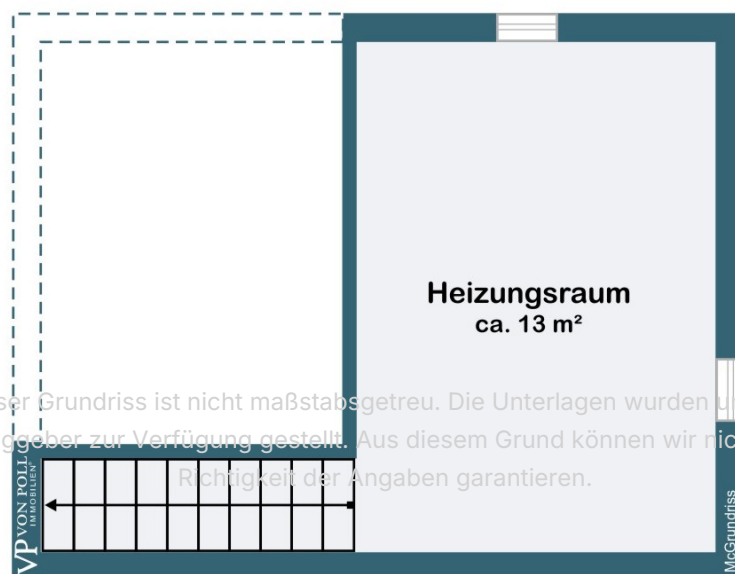 Heizungsraum
ca. 13 m²
Grundriss ist nicht maßstabsgetreu. Die Unterlagen wurden
zur Verfügung gestellt. Aus diesem Grund können wir
Richtigkeit der Angaben garantieren.
VP VON POLL
IMMOBILIEN
McGrundriss